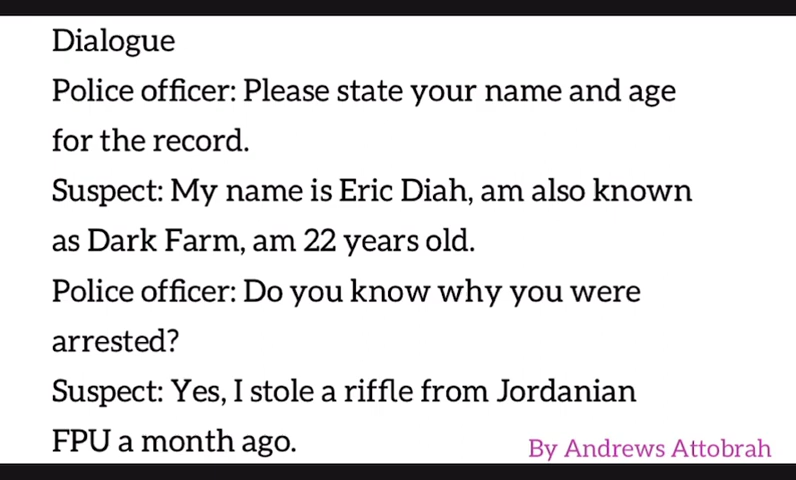 Dialogue
Police officer: Please state your name and age
for the record.
Suspect: My name is Eric Diah, am also known
as Dark Farm, am 22 years old.
Police officer: Do you know why you were
arrested?
Suspect: Yes, I stole a riffle from Jordanian
FPU a month ago.
By Andrews Attobrah